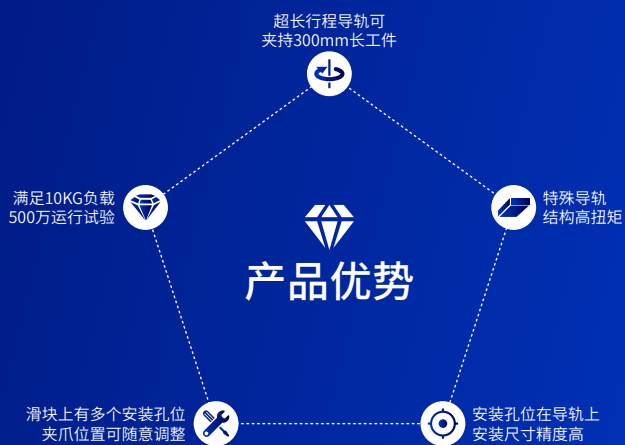 超长行程导轨可
夹持300mm长工件
满足10KG负载
500万运行试验
特殊导轨
结构高扭矩
产品优势
滑块上有多个安装孔位
夹爪位置可随意调整
安装孔位在导轨上
安装尺寸精度高